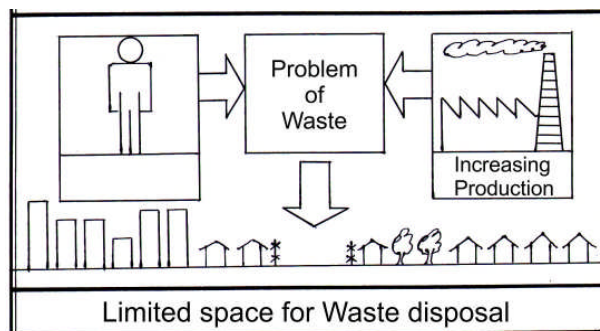 Problem
of
Waste
Increasing
Production
Limited space for Waste disposal